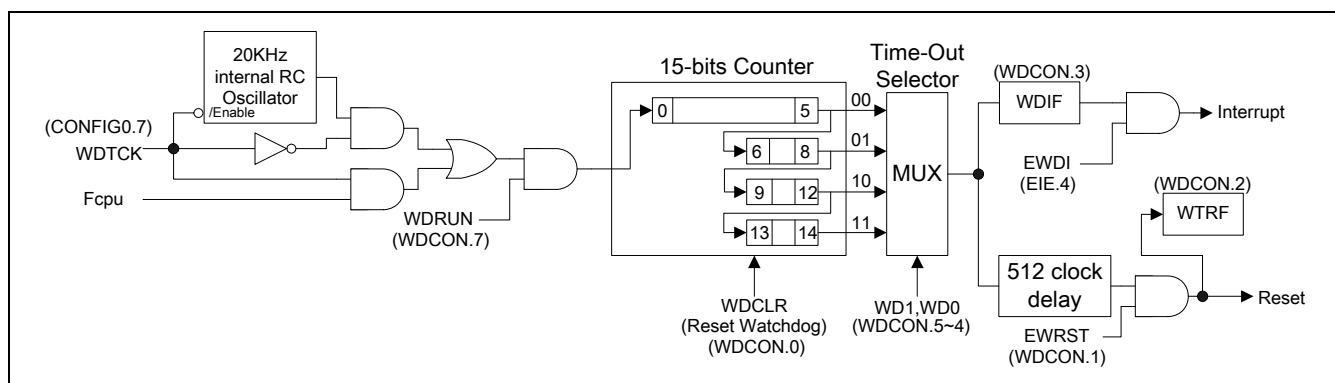 20KHz
internal RC
Oscillator
/Enable
(CONFIG0.7)
WDTCK
Fcpu
WDRUN
(WDCON.7)
15-bits Counter
0 5
6 8
9 12
13 14
00
01
10
11
WDCLR
(Reset Watchdog)
(WDCON.0)
Time-Out
Selector
MUX
WD1,WD0
(WDCON.5~4)
(WDCON.3)
WDIF
EWDI
(EIE.4)
Interrupt
(WDCON.2)
WTRF
512 clock
delay
EWRST
(WDCON.1)
Reset